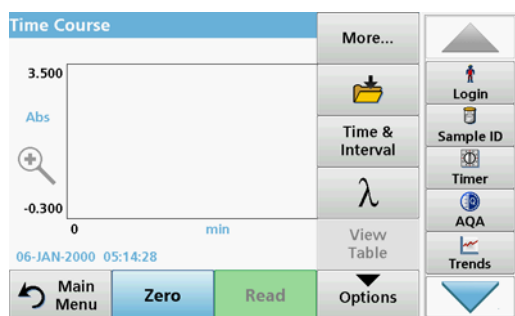 Time Course
3.500
Abs
-0.300
0
min
06-JAN-2000 05:14:28
Main
Menu
Zero
Read
More...
Time &
Interval
λ
View
Table
Options
Login
Sample ID
Timer
AQA
Trends